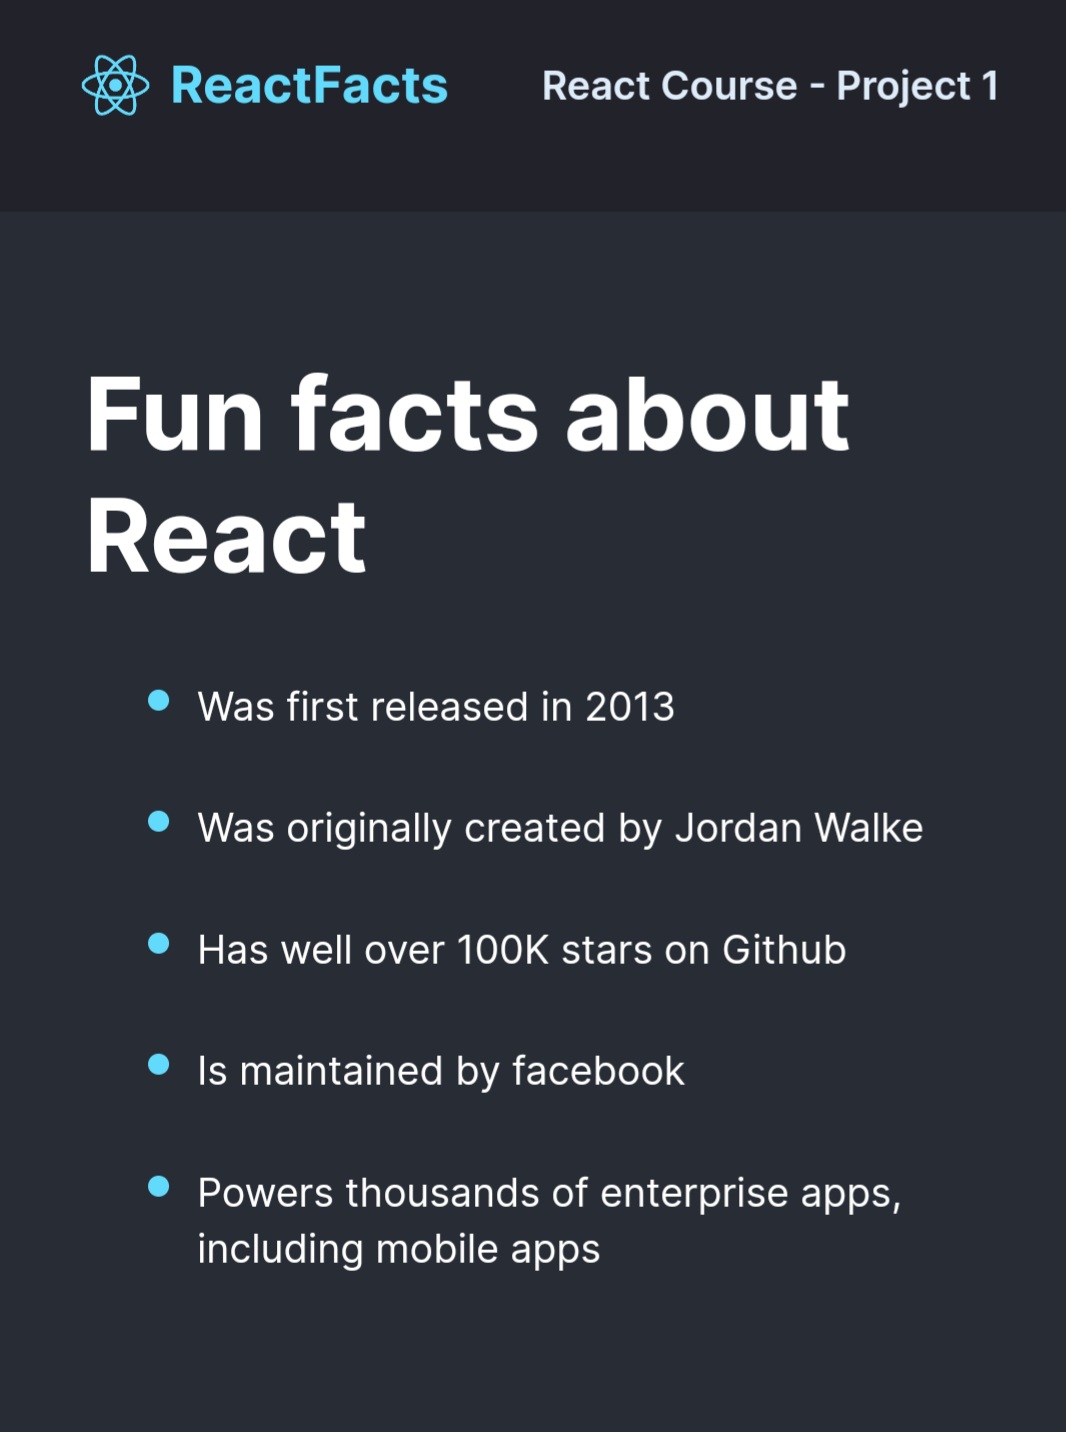 ReactFacts
React Course - Project 1
Fun facts about
React
Was first released in 2013
Was originally created by Jordan Walke
Has well over 100K stars on Github
Is maintained by facebook
Powers thousands of enterprise apps,
including mobile apps